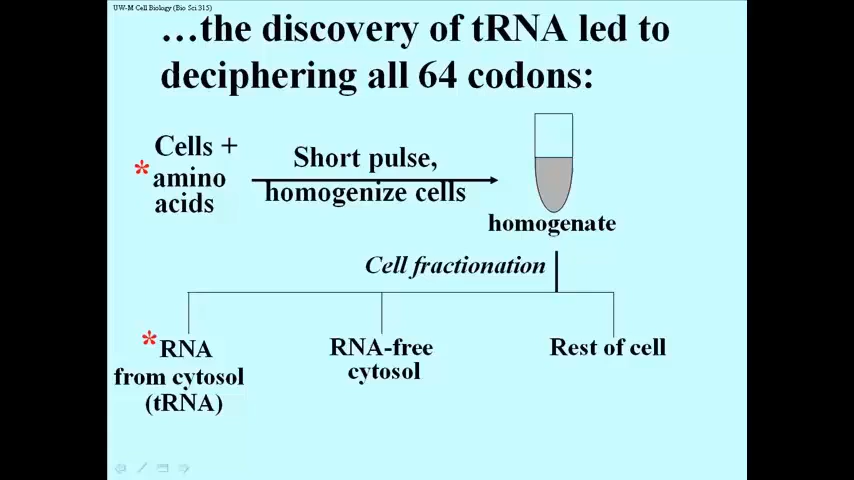 UW-M Cell Biology (Bio Sci 315)
…the discovery of tRNA led to
deciphering all 64 codons:
Cells +
* amino
acids
Short pulse,
homogenize cells
homogenate
Cell fractionation
* RNA
from cytosol
(tRNA)
RNA-free
cytosol
Rest of cell